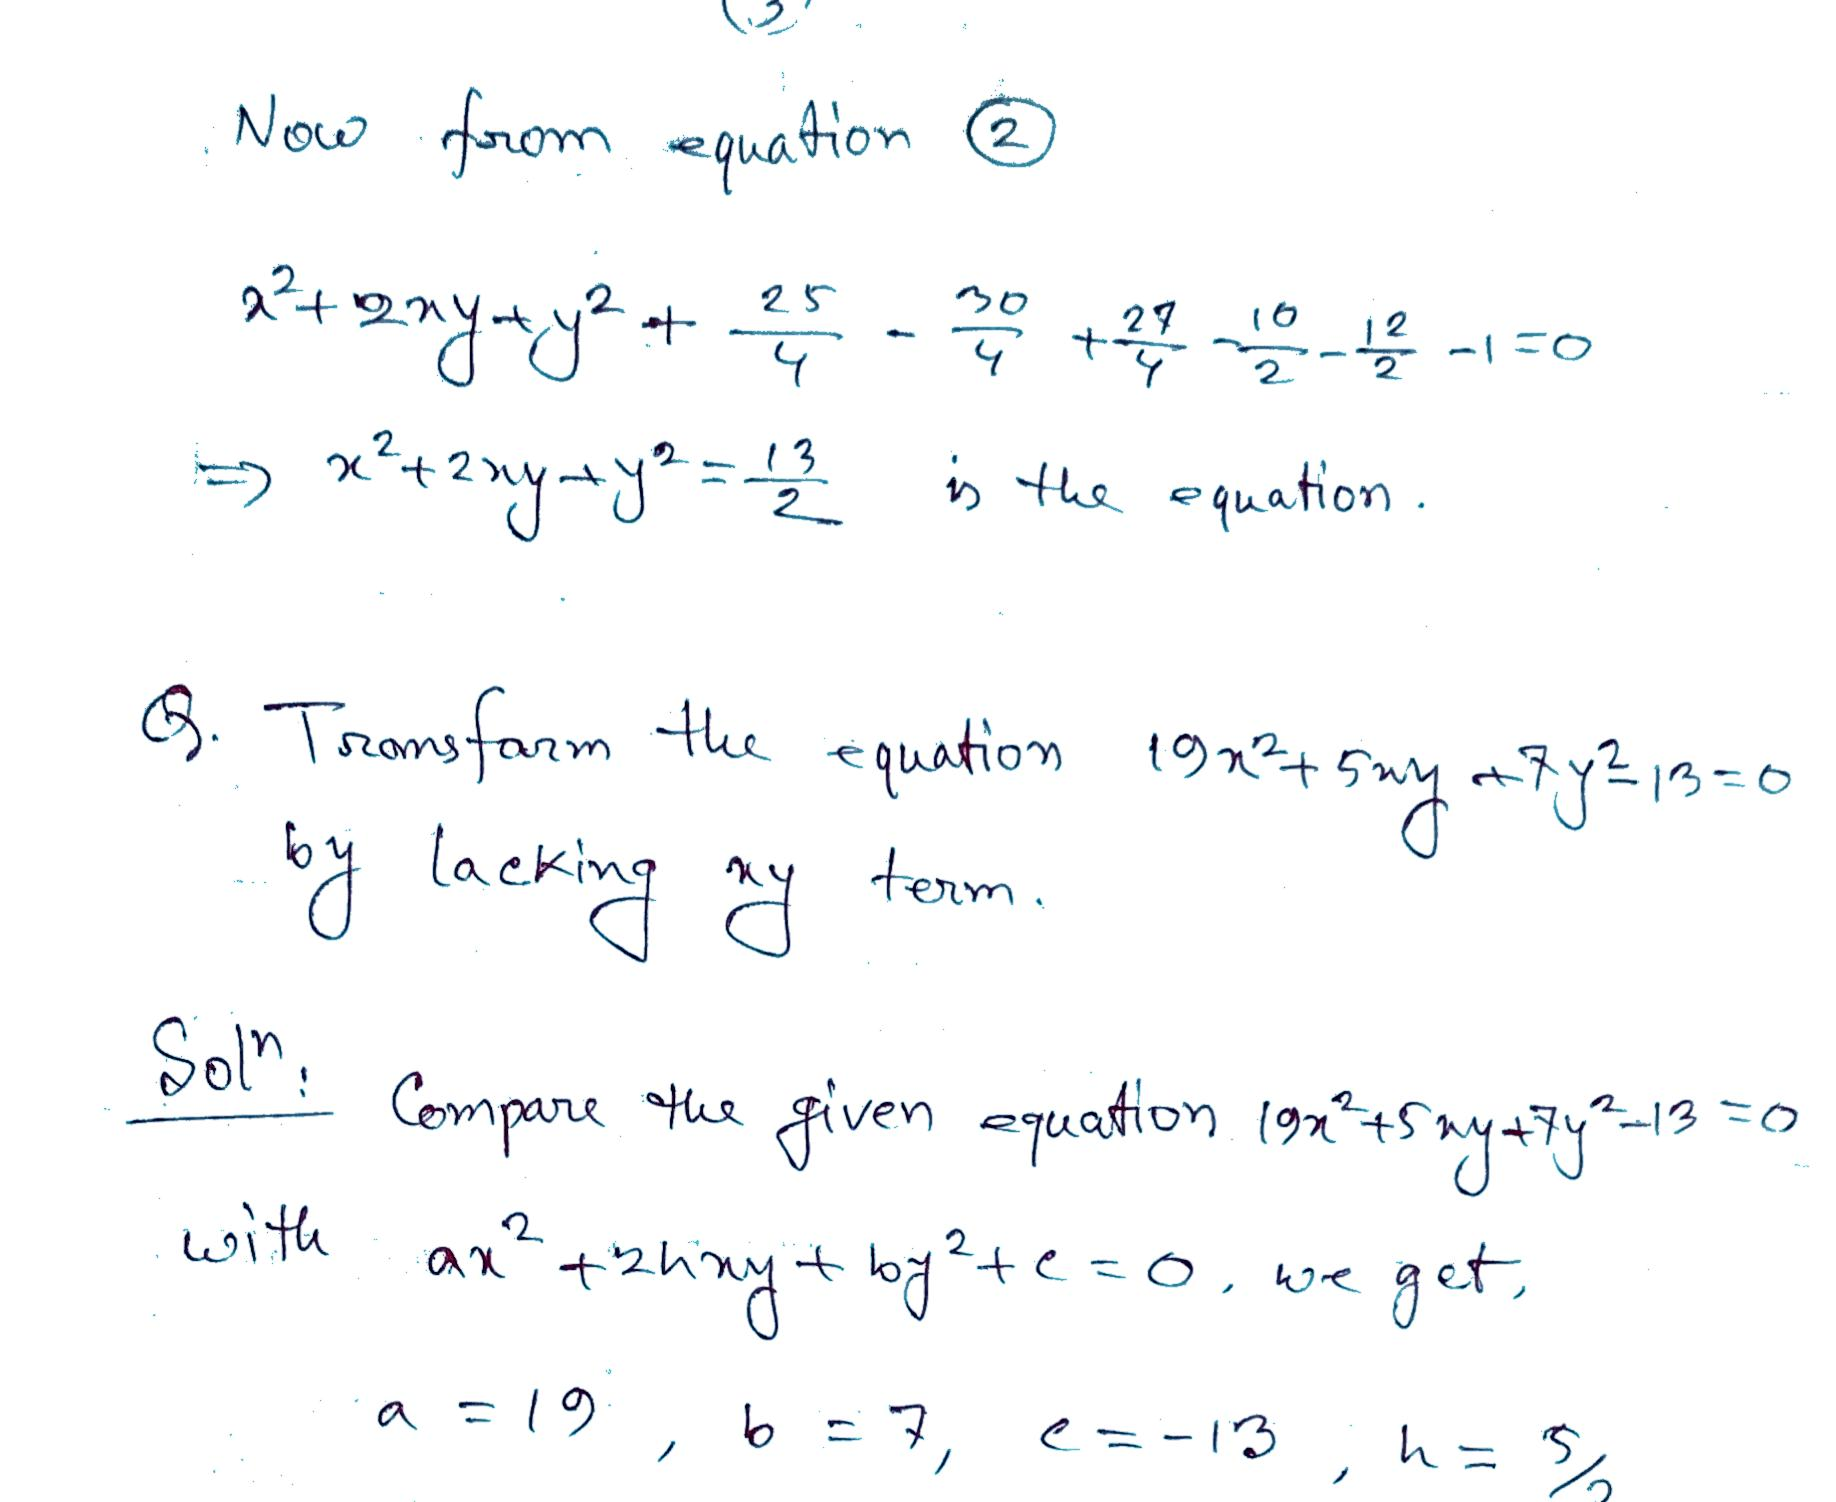 (3)
Now from equation ②
x² + 2xy + y² + 25/4 - 30/4 + 27/4 - 10/2 - 12/2 - 1 = 0
⇒ x² + 2xy + y² = 13/2 is the equation.
Q. Transform the equation 19x² + 5xy + 7y² - 13 = 0
by lacking xy term.
Solⁿ: Compare the given equation 19x² + 5xy + 7y² - 13 = 0
with ax² + 2hxy + by² + c = 0, we get,
a = 19, b = 7, c = -13, h = 5/2